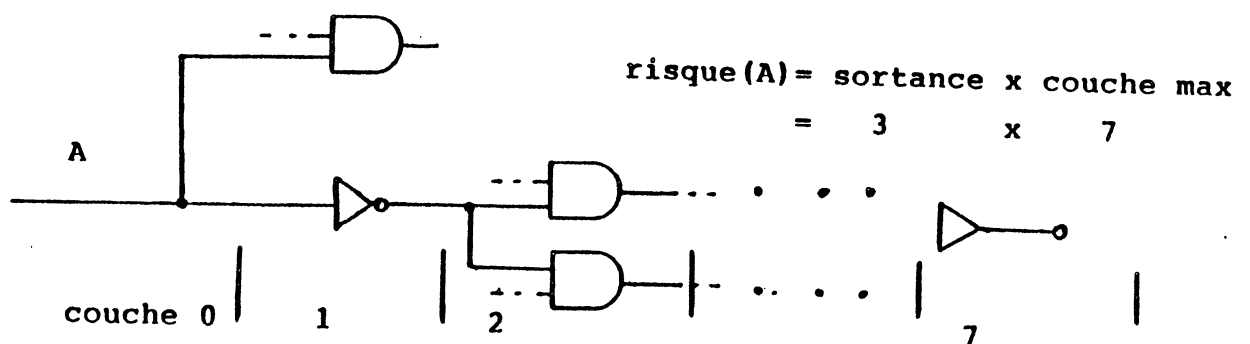 risque(A)= sortance x couche max
= 3 x 7
A
couche 0 1 2 7